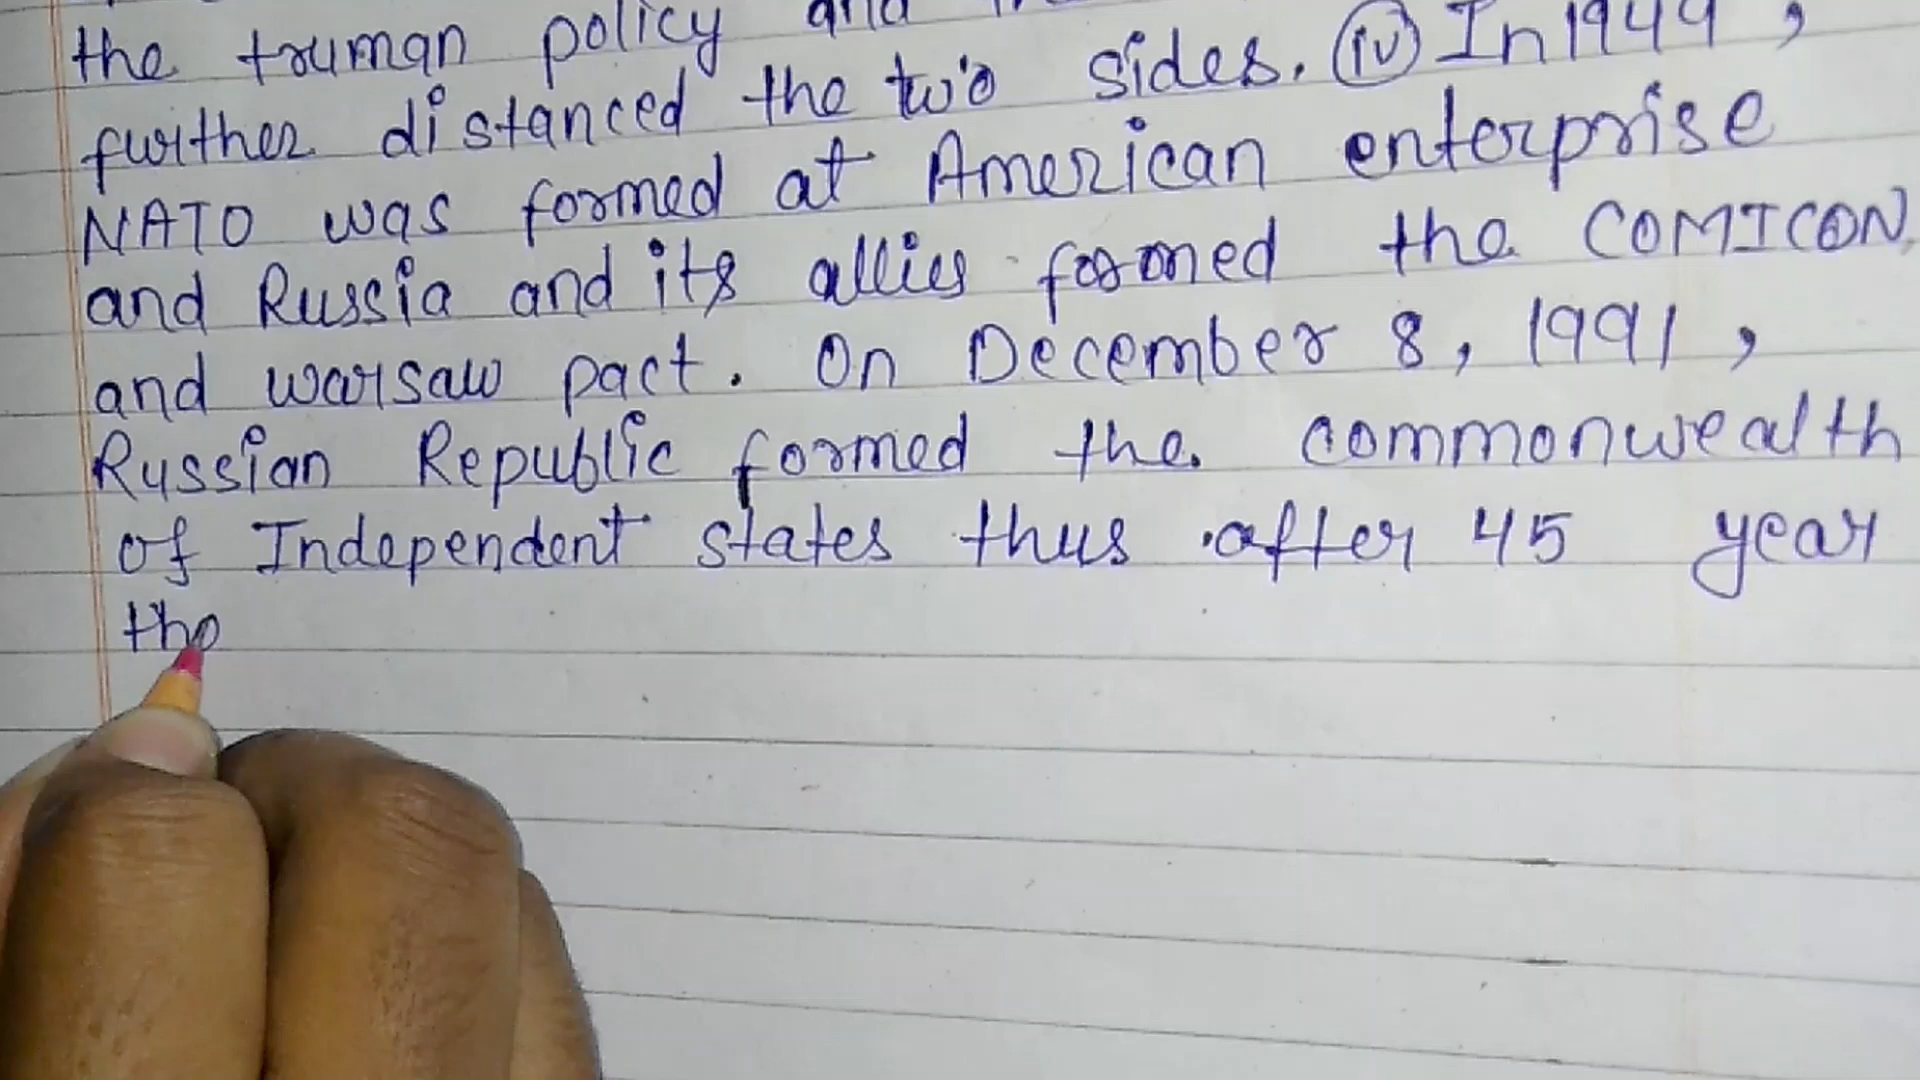 the truman policy and
further distanced the two sides. (iv) In 1949,
NATO was formed at American enterprise
and Russia and its allies formed the COMICON,
and warsaw pact. On December 8, 1991,
Russian Republic formed the commonwealth
of Independent states thus after 45 year
the